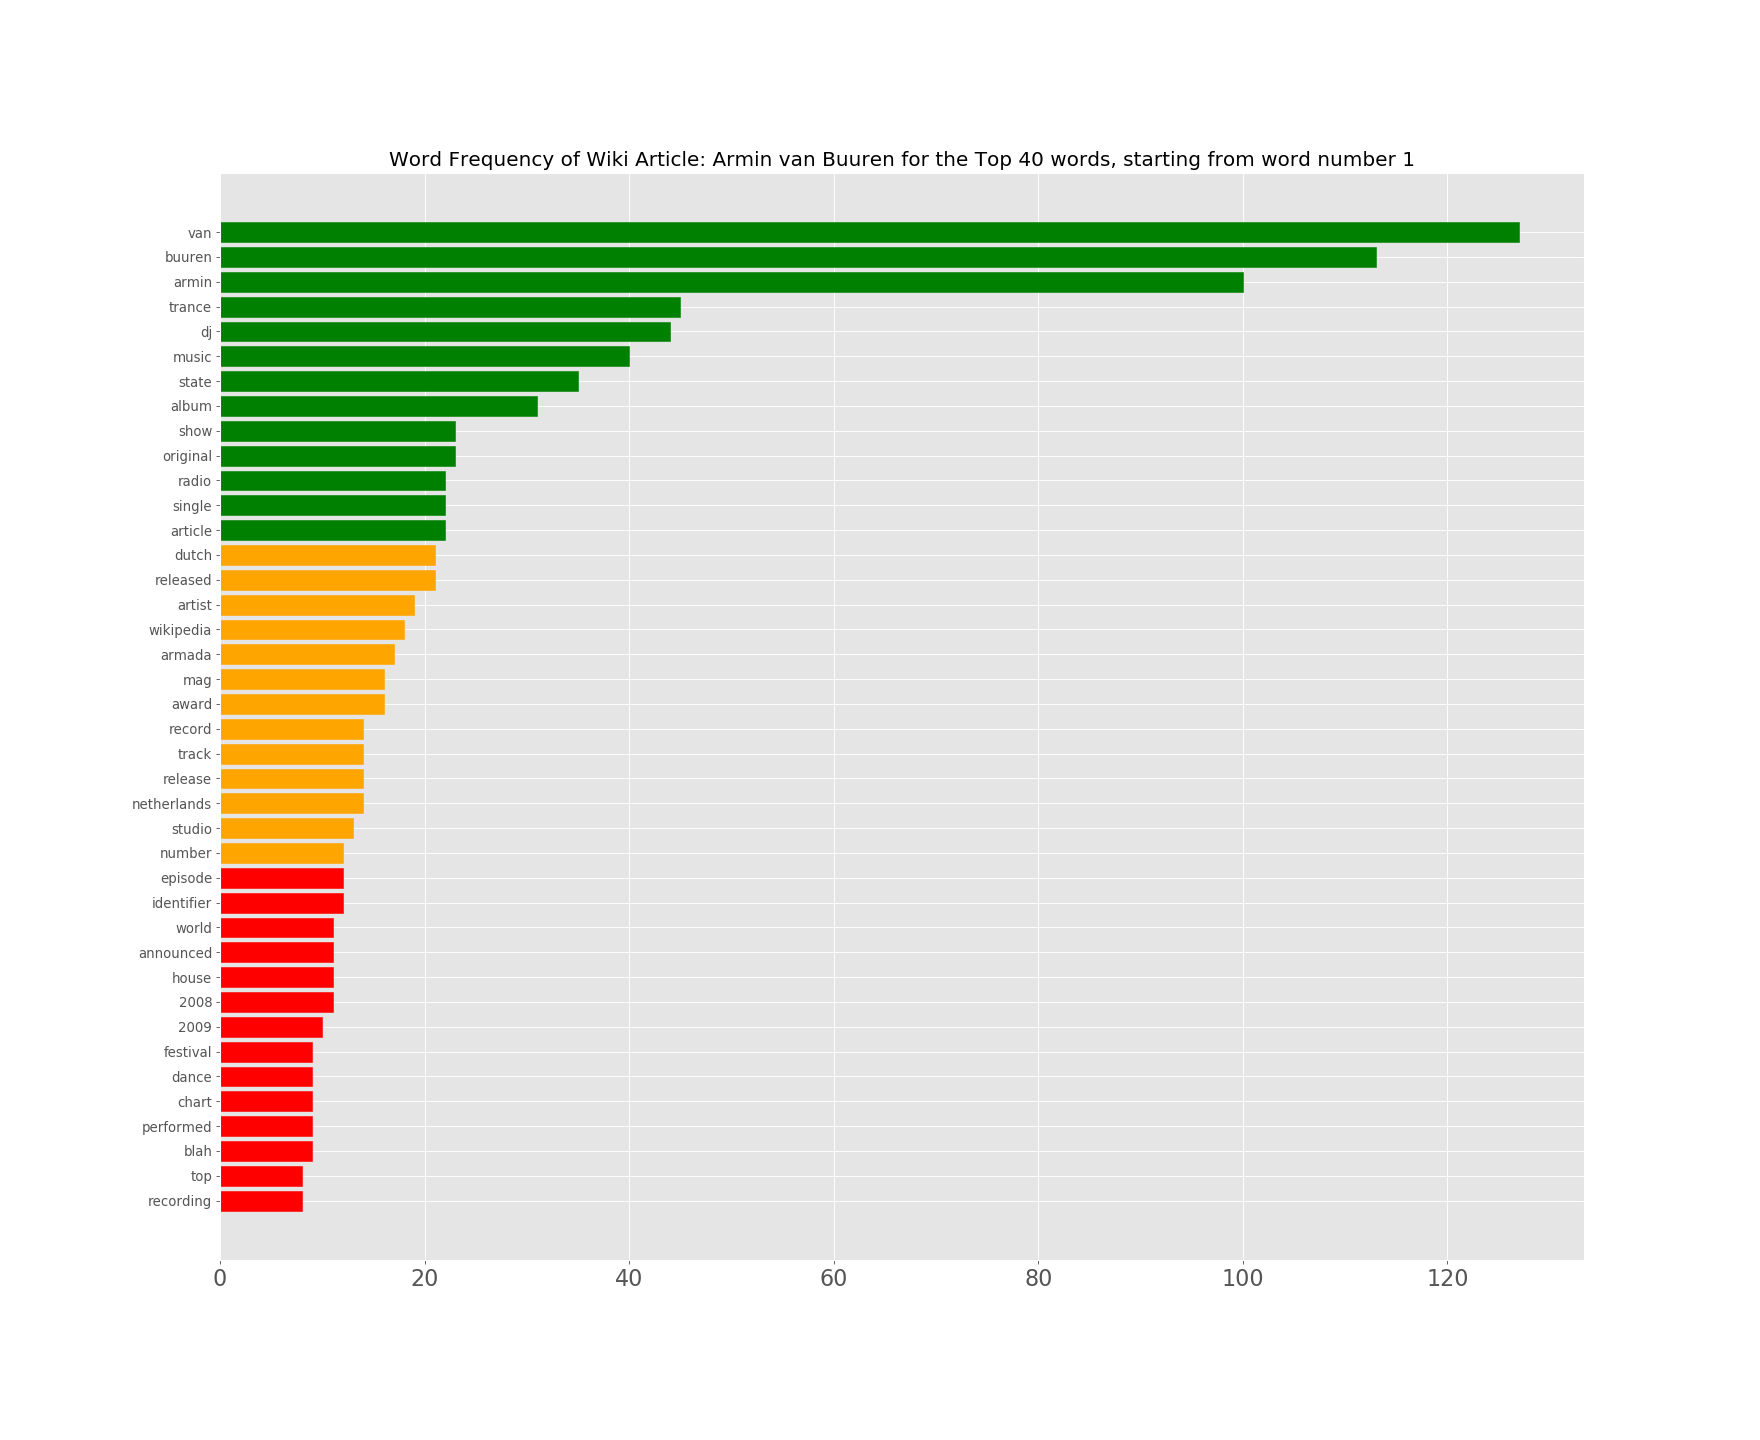 Word Frequency of Wiki Article: Armin van Buuren for the Top 40 words, starting from word number 1
van
buuren
armin
trance
dj
music
state
album
show
original
radio
single
article
dutch
released
artist
wikipedia
armada
mag
award
record
track
release
netherlands
studio
number
episode
identifier
world
announced
house
2008
2009
festival
dance
chart
performed
blah
top
recording
0 20 40 60 80 100 120